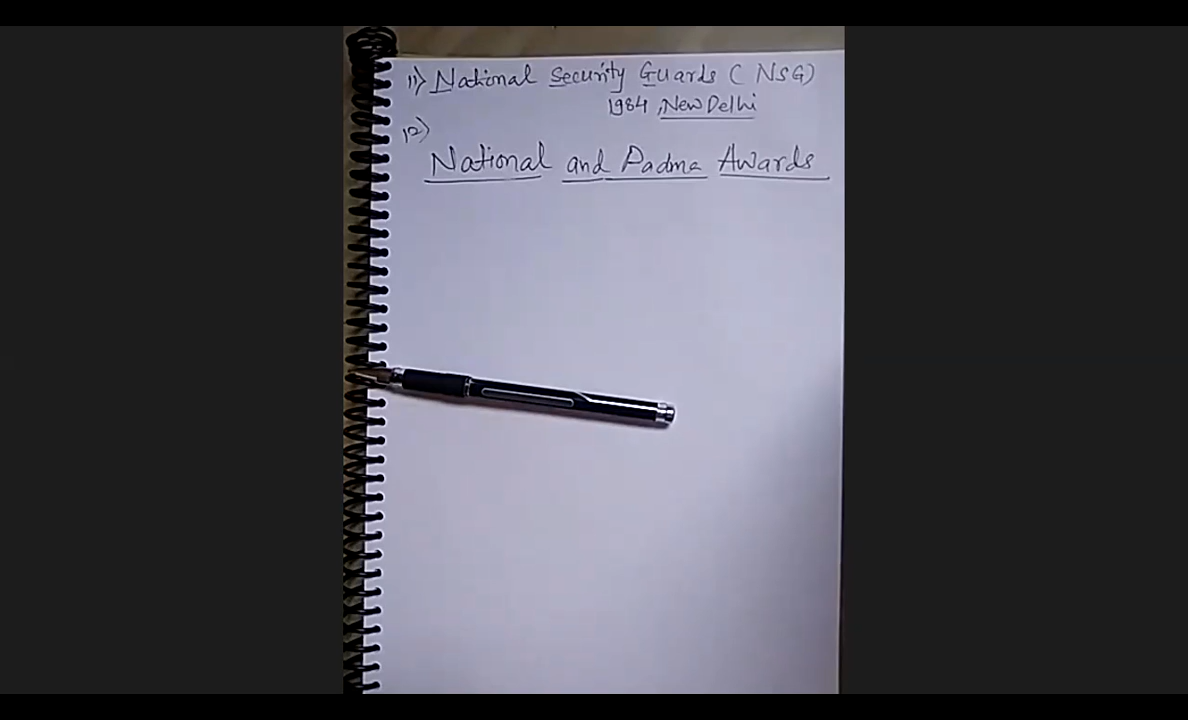 11) National Security Guards ( NSG)
1984, New Delhi
12)
National and Padma Awards